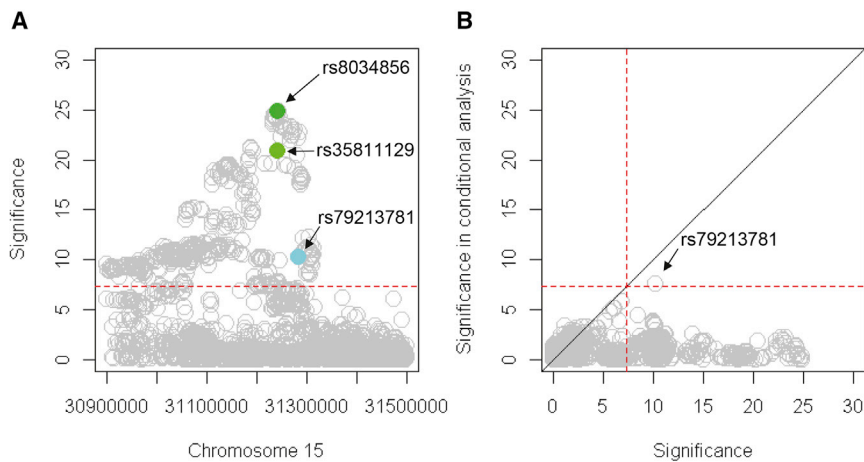 A
Significance
30
25
20
15
10
5
0
rs8034856
rs35811129
rs79213781
30900000 31100000 31300000 31500000
Chromosome 15
B
Significance in conditional analysis
30
25
20
15
10
5
0
rs79213781
0 5 10 15 20 25 30
Significance